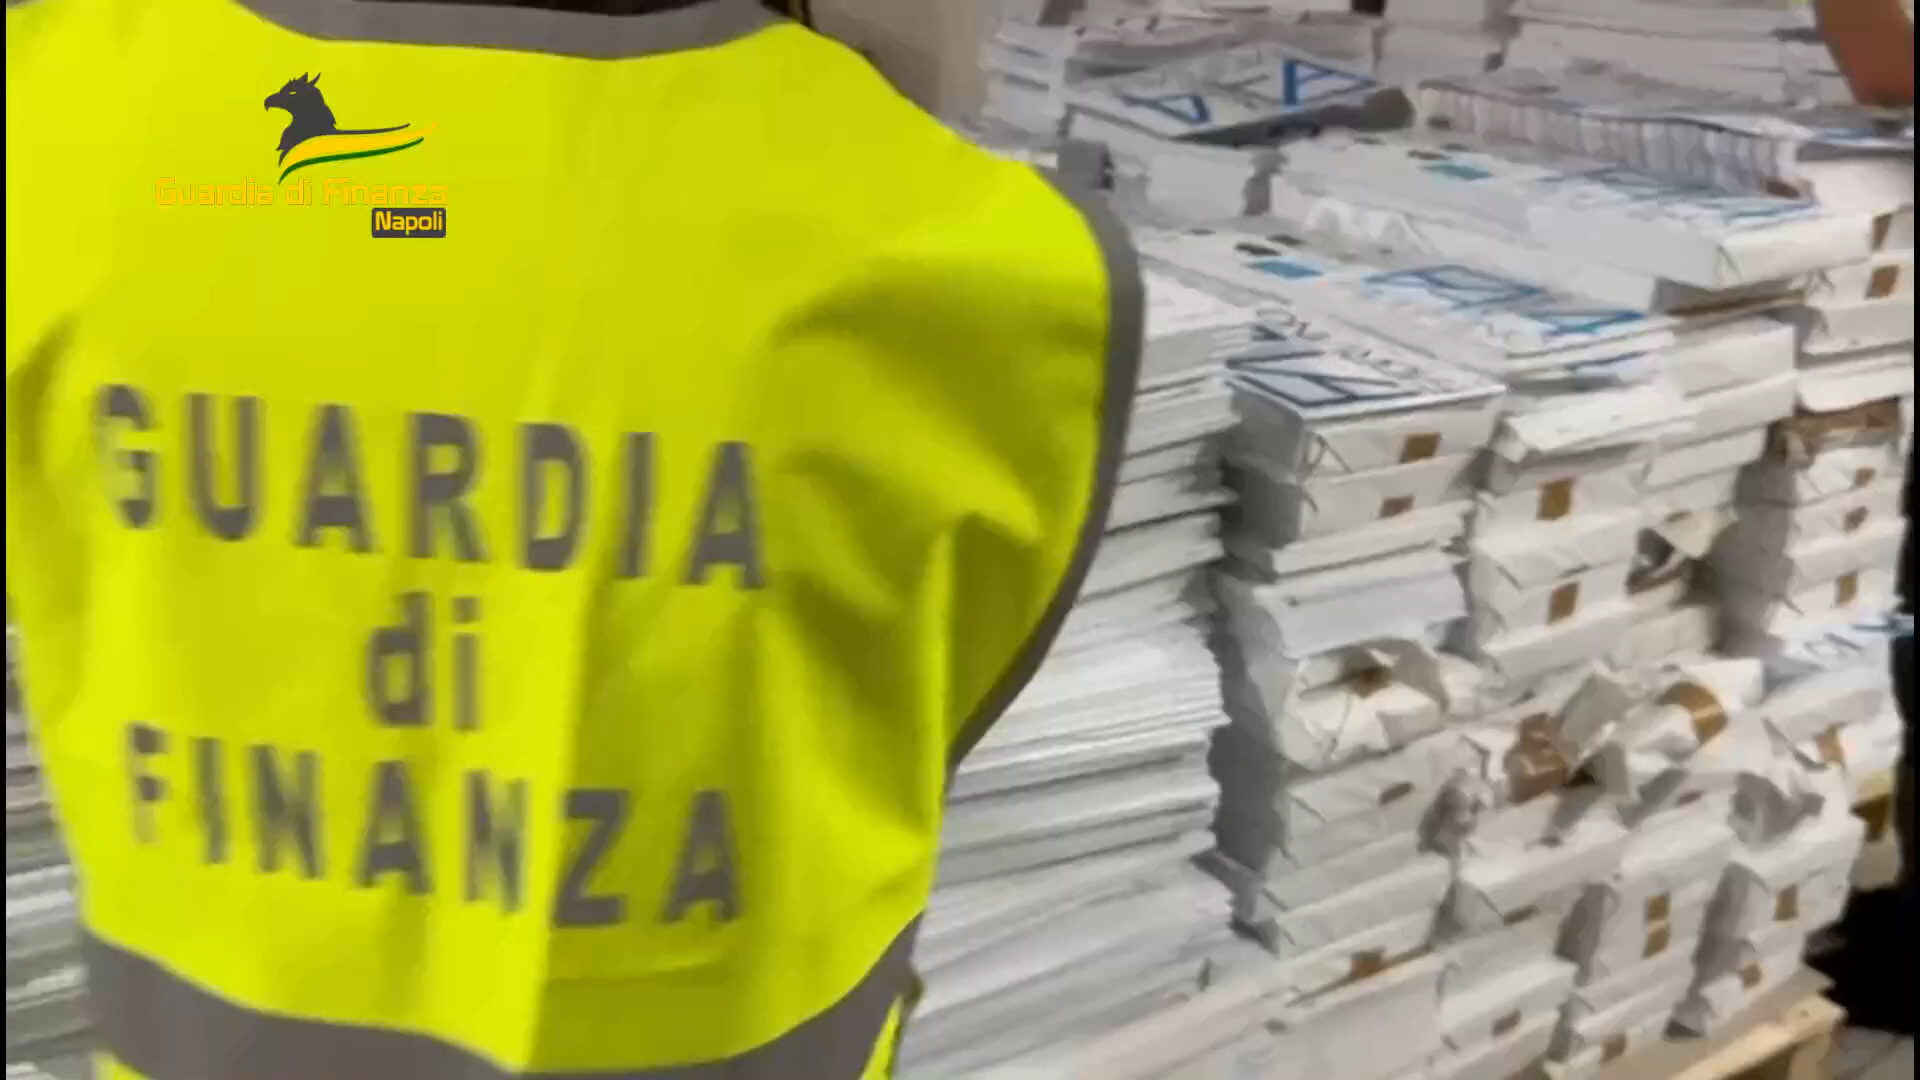 Guardia di Finanza
Napoli
GUARDIA
di
FINANZA